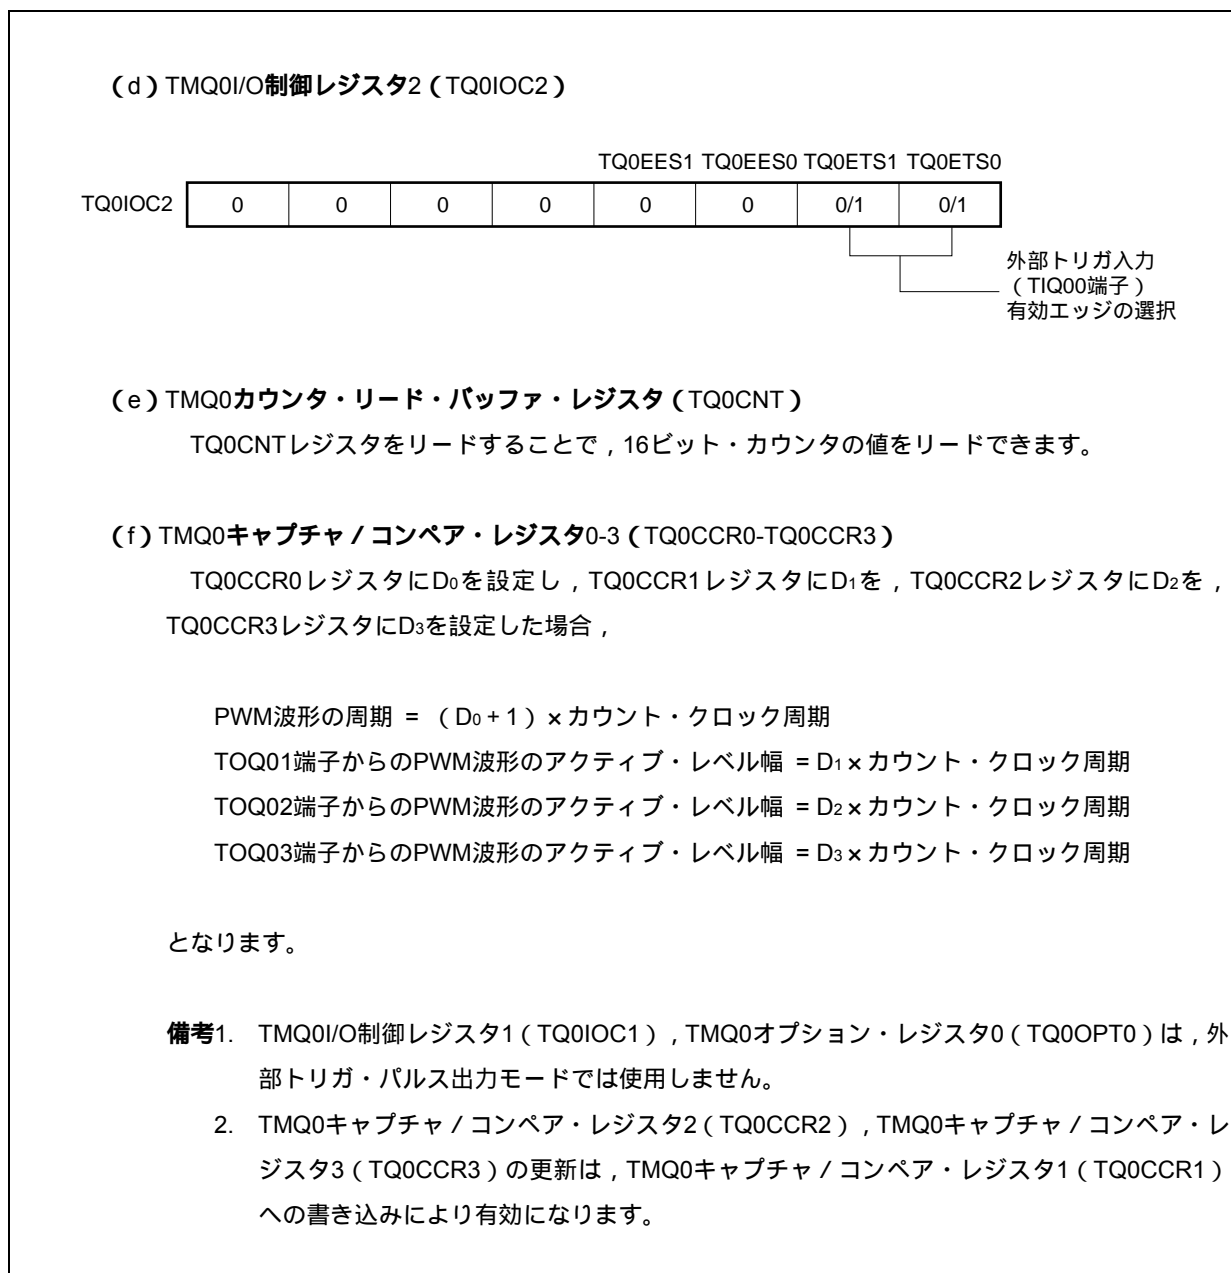 （d）TMQ0I/O制御レジスタ2（TQ0IOC2）
TQ0EES1 TQ0EES0 TQ0ETS1 TQ0ETS0
TQ0IOC2 0 0 0 0 0 0 0/1 0/1
外部トリガ入力
（TIQ00端子）
有効エッジの選択
（e）TMQ0カウンタ・リード・バッファ・レジスタ（TQ0CNT）
TQ0CNTレジスタをリードすることで，16ビット・カウンタの値をリードできます。
（f）TMQ0キャプチャ／コンペア・レジスタ0-3（TQ0CCR0-TQ0CCR3）
TQ0CCR0レジスタにD0を設定し，TQ0CCR1レジスタにD1を，TQ0CCR2レジスタにD2を，
TQ0CCR3レジスタにD3を設定した場合，
PWM波形の周期 = （D0＋1）×カウント・クロック周期
TOQ01端子からのPWM波形のアクティブ・レベル幅 = D1×カウント・クロック周期
TOQ02端子からのPWM波形のアクティブ・レベル幅 = D2×カウント・クロック周期
TOQ03端子からのPWM波形のアクティブ・レベル幅 = D3×カウント・クロック周期
となります。
備考1. TMQ0I/O制御レジスタ1（TQ0IOC1），TMQ0オプション・レジスタ0（TQ0OPT0）は，外
部トリガ・パルス出力モードでは使用しません。
2. TMQ0キャプチャ／コンペア・レジスタ2（TQ0CCR2），TMQ0キャプチャ／コンペア・レ
ジスタ3（TQ0CCR3）の更新は，TMQ0キャプチャ／コンペア・レジスタ1（TQ0CCR1）
への書き込みにより有効になります。